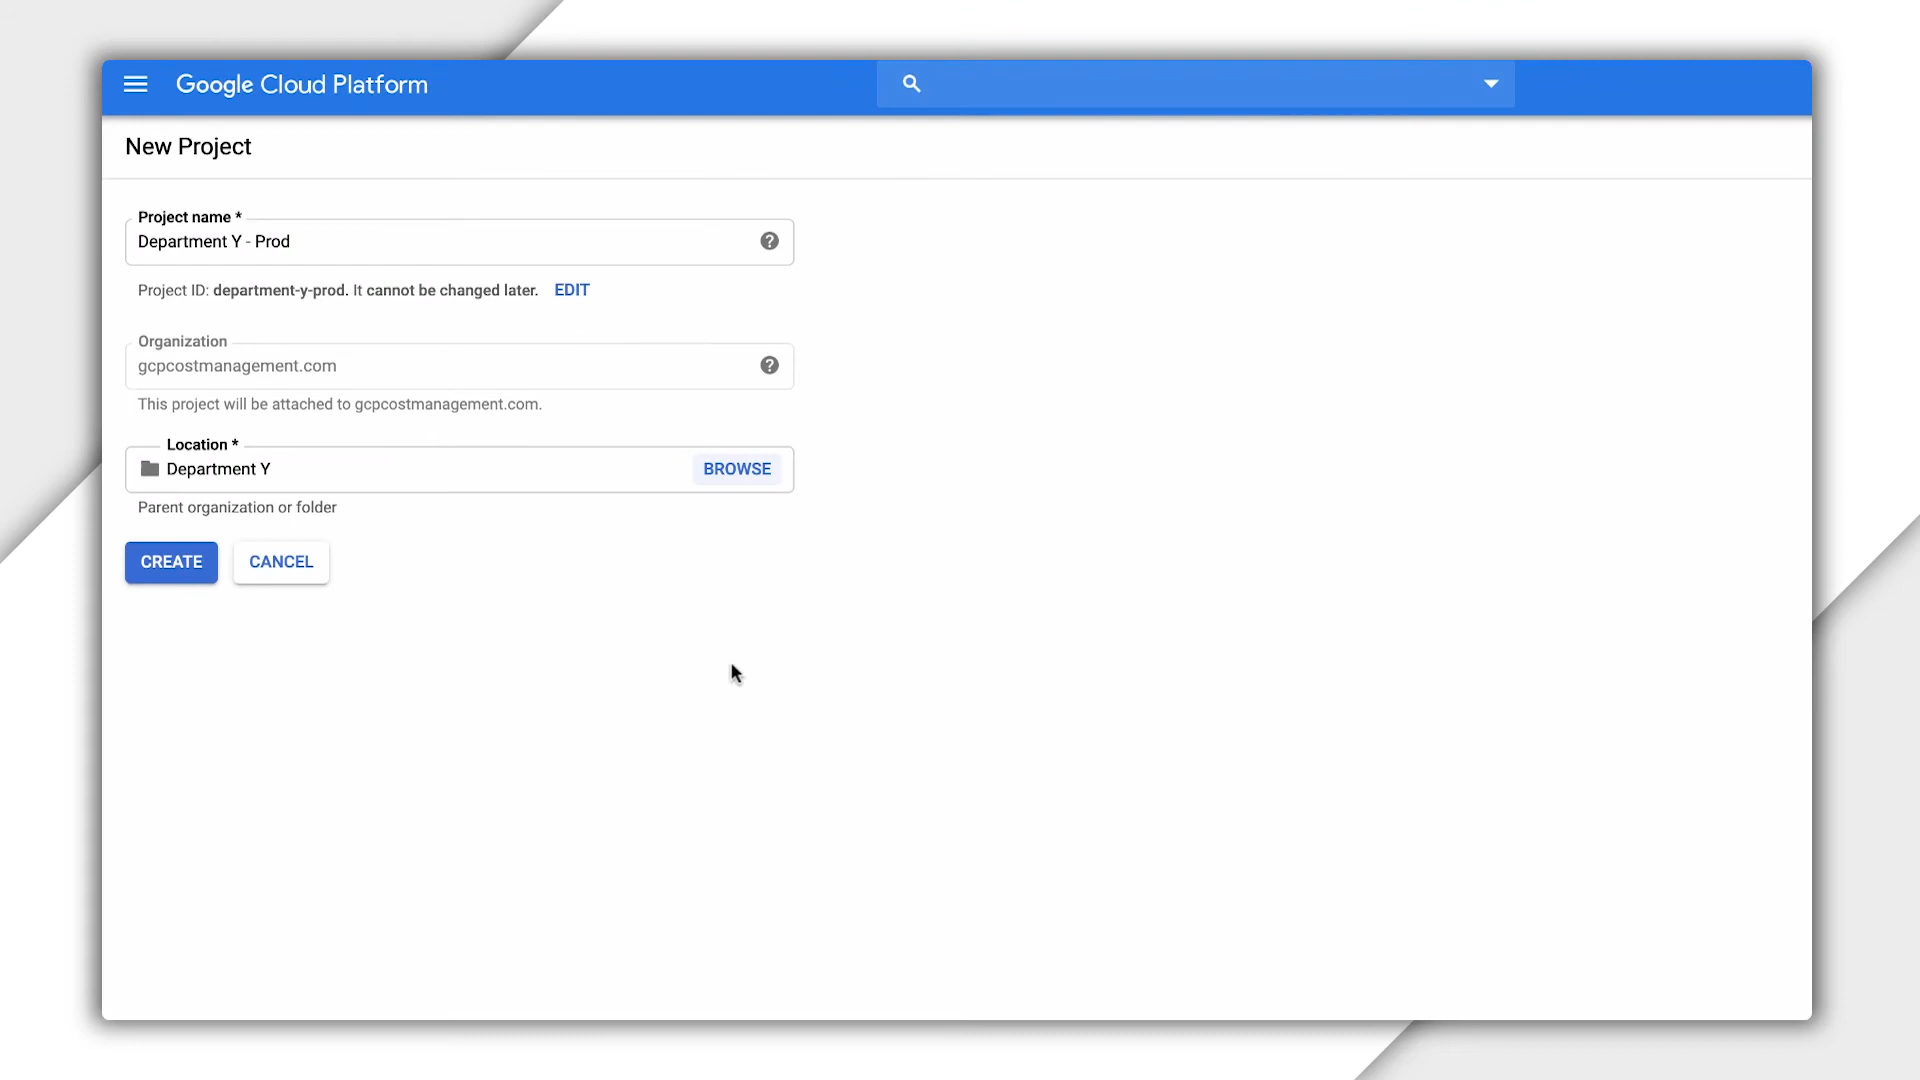 Google Cloud Platform
New Project
Project name *
Department Y - Prod
Project ID: department-y-prod. It cannot be changed later. EDIT
Organization
gcpcostmanagement.com
This project will be attached to gcpcostmanagement.com.
Location *
Department Y BROWSE
Parent organization or folder
CREATE CANCEL